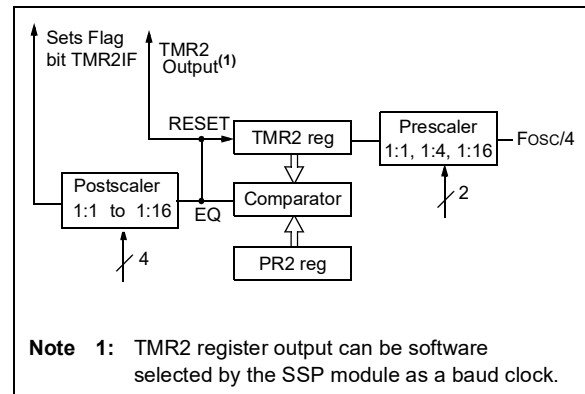 Sets Flag
bit TMR2IF
TMR2
Output(1)
RESET
TMR2 reg
Prescaler
1:1, 1:4, 1:16
FOSC/4
2
Postscaler
1:1 to 1:16
EQ
Comparator
4
PR2 reg
Note 1: TMR2 register output can be software
selected by the SSP module as a baud clock.